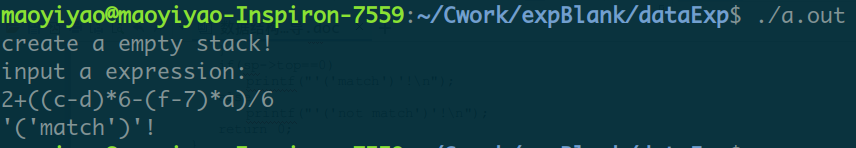 maoyiyao@maoyiyao-Inspiron-7559:~/Cwork/expBlank/dataExp$ ./a.out
create a empty stack!
input a expression:
2+((c-d)*6-(f-7)*a)/6
'('match')'!